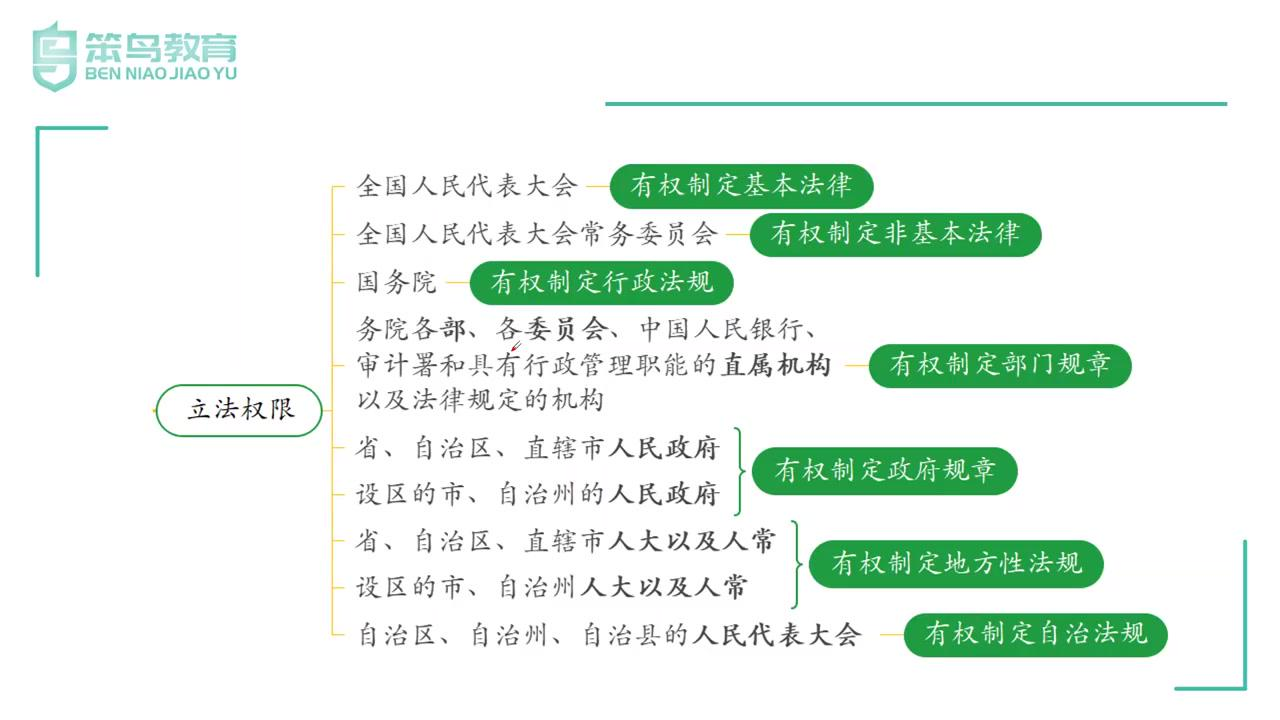 笨鸟教育
BEN NIAO JIAO YU
立法权限
全国人民代表大会
有权制定基本法律
全国人民代表大会常务委员会
有权制定非基本法律
国务院
有权制定行政法规
务院各部、各委员会、中国人民银行、
审计署和具有行政管理职能的直属机构
以及法律规定的机构
有权制定部门规章
省、自治区、直辖市人民政府
设区的市、自治州的人民政府
有权制定政府规章
省、自治区、直辖市人大以及人常
设区的市、自治州人大以及人常
有权制定地方性法规
自治区、自治州、自治县的人民代表大会
有权制定自治法规